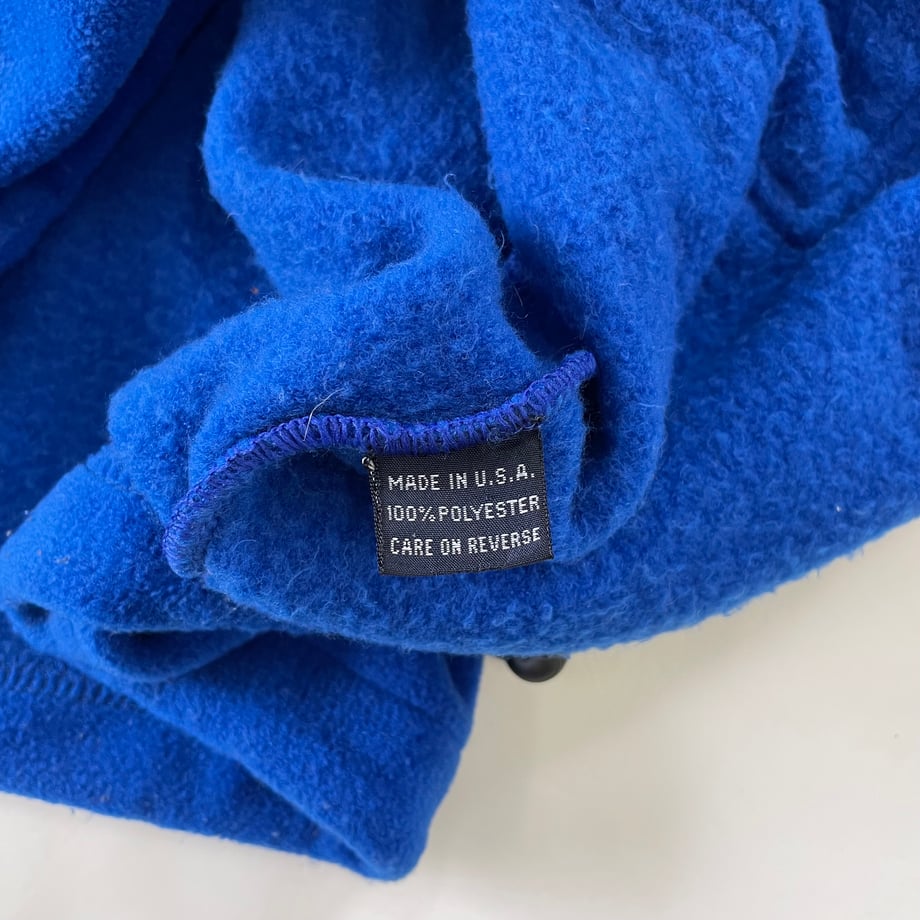 MADE IN U.S.A.
100% POLYESTER
CARE ON REVERSE